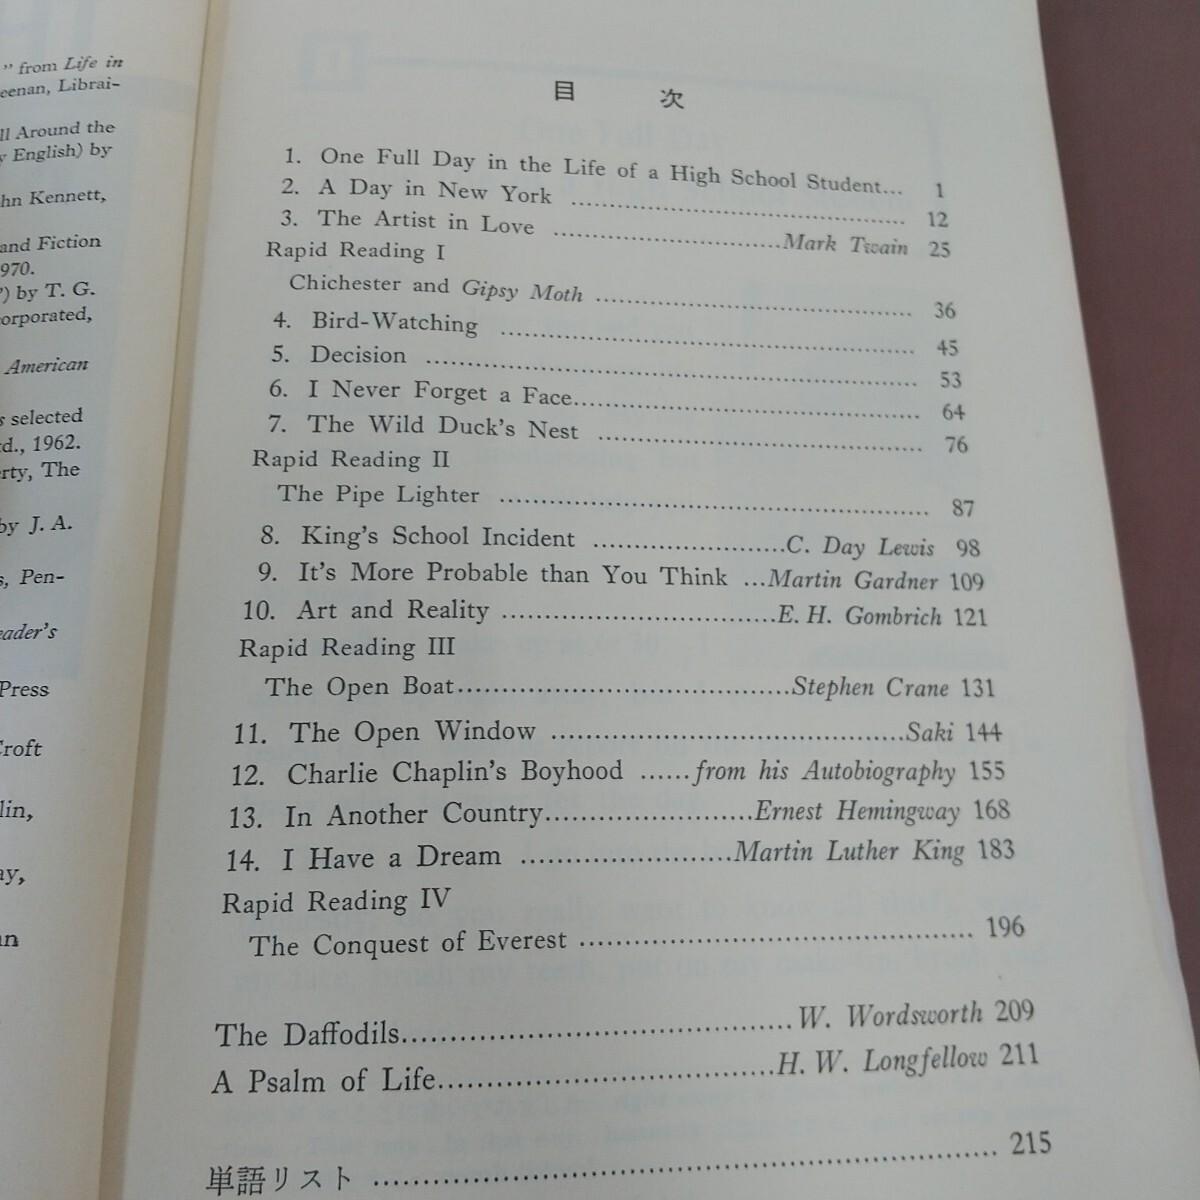 ” from Life in
eenan, Librai-
ll Around the
y English) by
hn Kennett,
and Fiction
970.
”) by T. G.
orporated,
American
s selected
d., 1962.
rty, The
by J. A.
s, Pen-
eader's
Press
Croft
lin,
ay,
an
目 次
1. One Full Day in the Life of a High School Student... 1
2. A Day in New York .......... 12
3. The Artist in Love ..........Mark Twain 25
Rapid Reading I
Chichester and Gipsy Moth .......... 36
4. Bird-Watching .......... 45
5. Decision .......... 53
6. I Never Forget a Face.......... 64
7. The Wild Duck's Nest .......... 76
Rapid Reading II
The Pipe Lighter .......... 87
8. King's School Incident ..........C. Day Lewis 98
9. It's More Probable than You Think ...Martin Gardner 109
10. Art and Reality ..........E. H. Gombrich 121
Rapid Reading III
The Open Boat..........Stephen Crane 131
11. The Open Window ..........Saki 144
12. Charlie Chaplin's Boyhood ......from his Autobiography 155
13. In Another Country..........Ernest Hemingway 168
14. I Have a Dream ..........Martin Luther King 183
Rapid Reading IV
The Conquest of Everest .......... 196
The Daffodils..........W. Wordsworth 209
A Psalm of Life..........H. W. Longfellow 211
単語リスト .......... 215